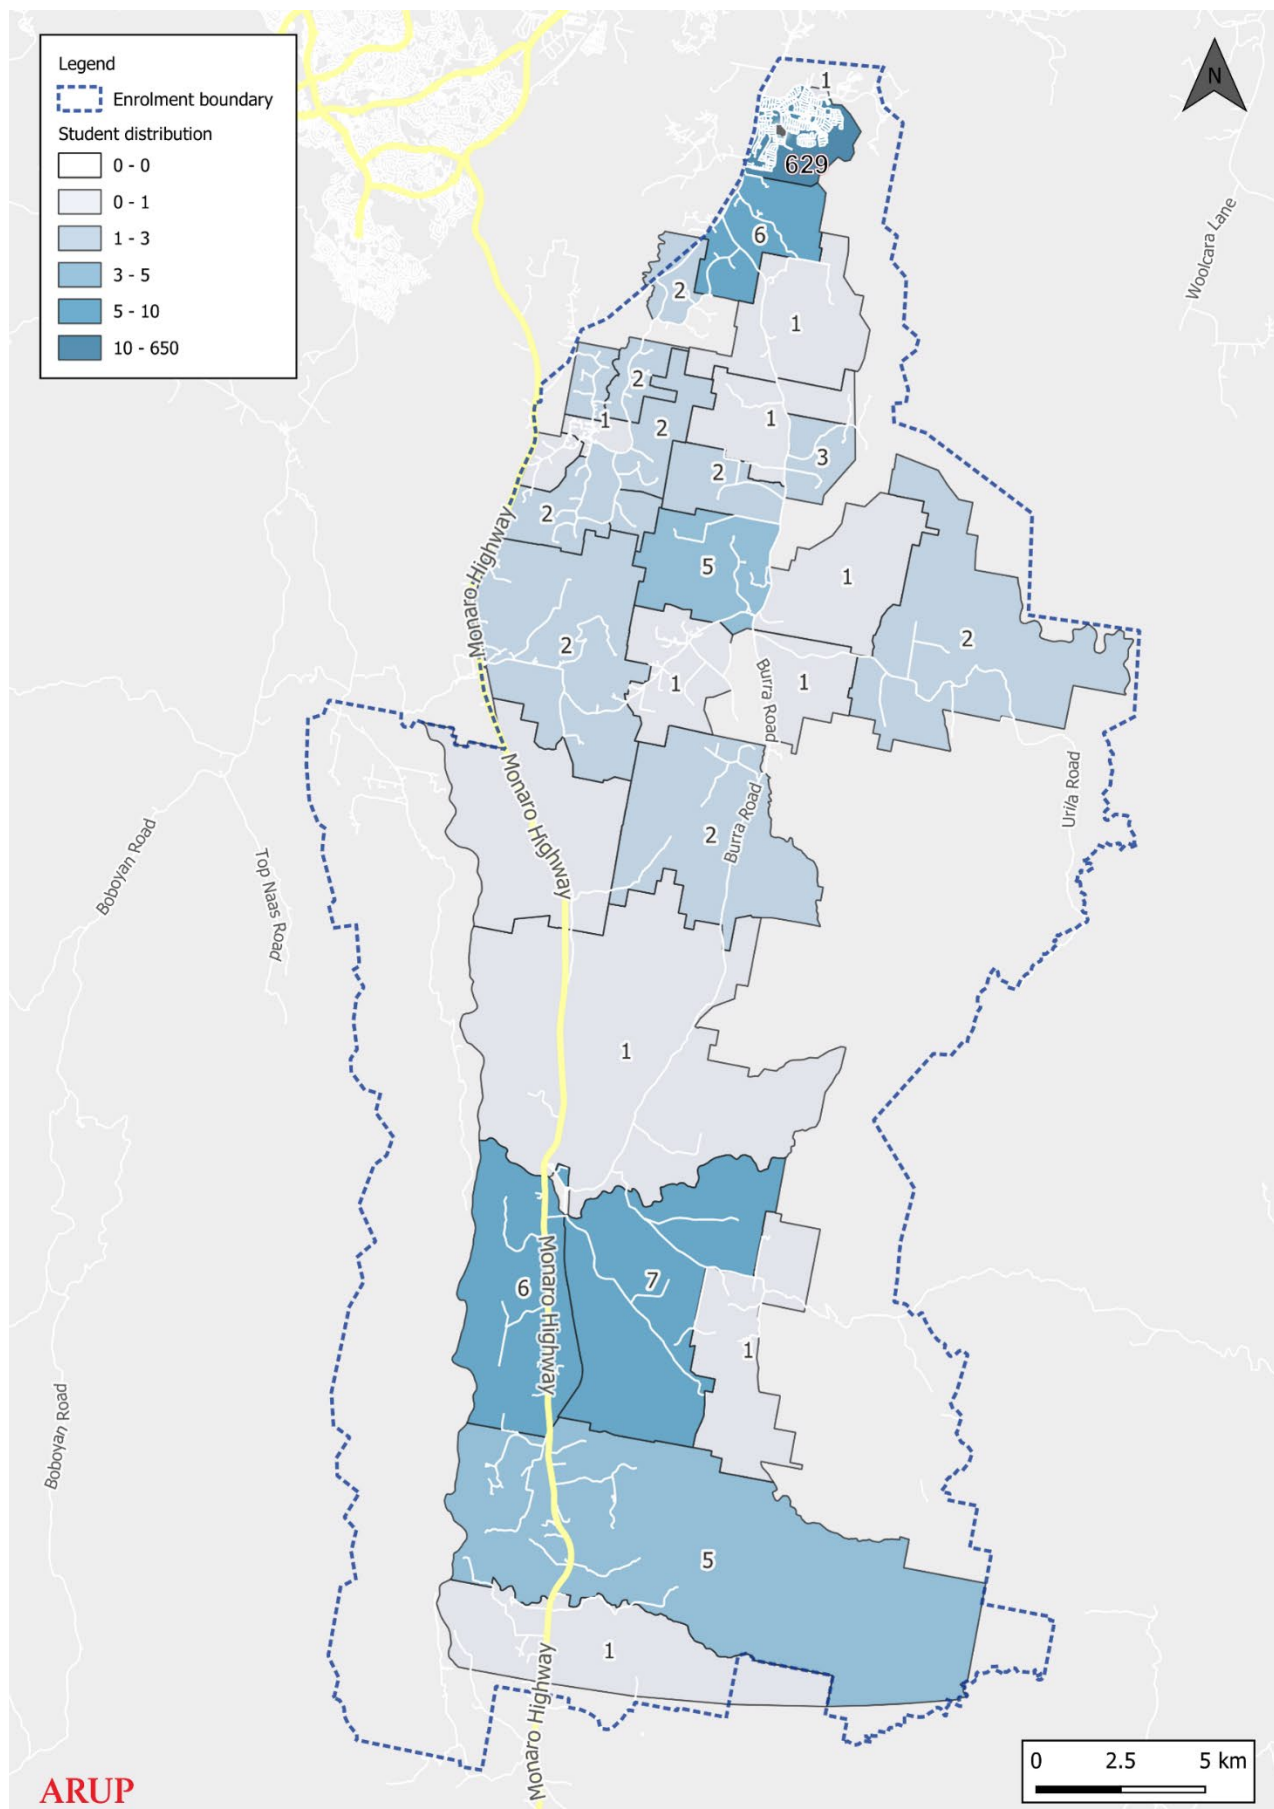 Legend
Enrolment boundary
Student distribution
0 - 0
0 - 1
1 - 3
3 - 5
5 - 10
10 - 650
N
1
629
Woolcara Lane
6
2
1
2
1
1
2
3
2
2
Monaro Highway
5
1
2
2
1
1
Burra Road
Monaro Highway
Urila Road
Burra Road
2
Boboyan Road
Top Naas Road
1
6
Monaro Highway
7
1
Boboyan Road
5
1
Monaro Highway
0 2.5 5 km
ARUP